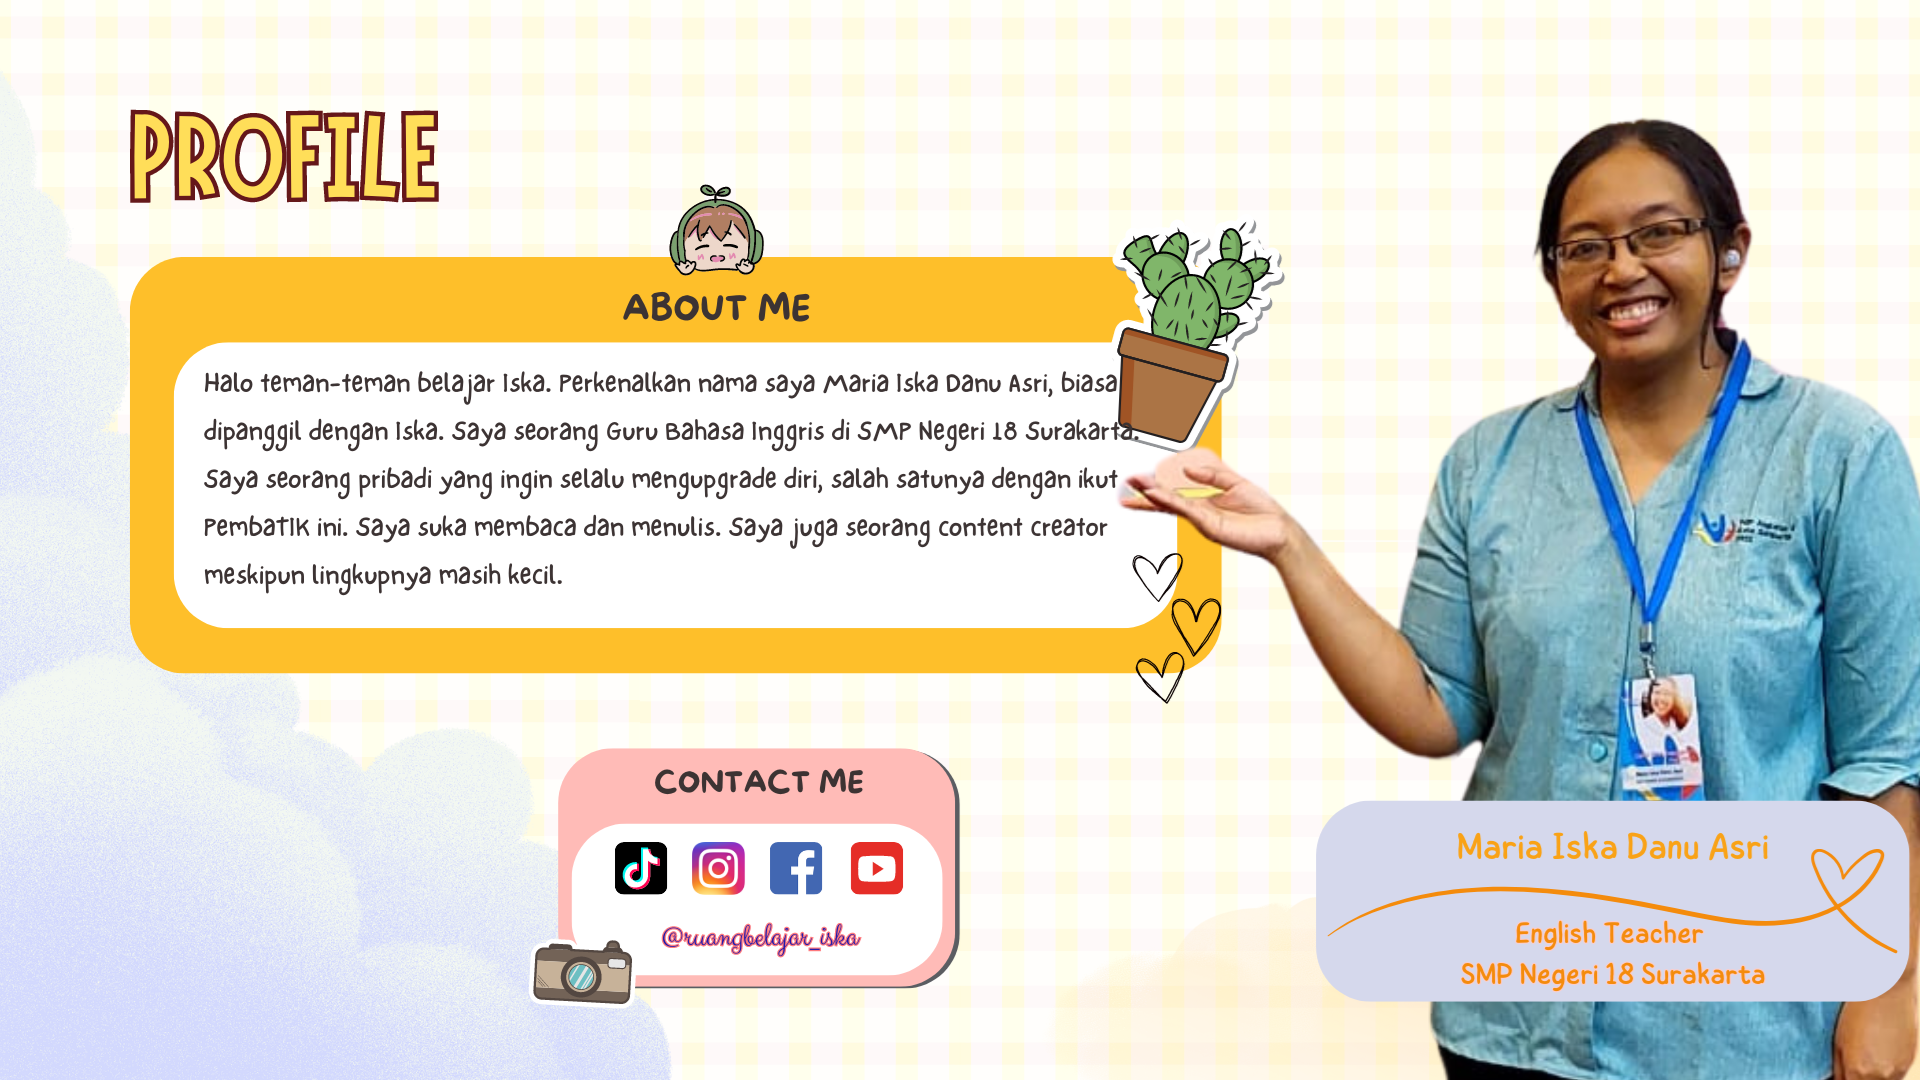 PROFILE
ABOUT ME
Halo teman-teman belajar Iska. Perkenalkan nama saya Maria Iska Danu Asri, biasa
dipanggil dengan Iska. Saya seorang Guru Bahasa Inggris di SMP Negeri 18 Surakarta.
Saya seorang pribadi yang ingin selalu mengupgrade diri, salah satunya dengan ikut
PembaTIK ini. Saya suka membaca dan menulis. Saya juga seorang content creator
meskipun lingkupnya masih kecil.
CONTACT ME
@ruangbelajar_iska
Maria Iska Danu Asri
English Teacher
SMP Negeri 18 Surakarta